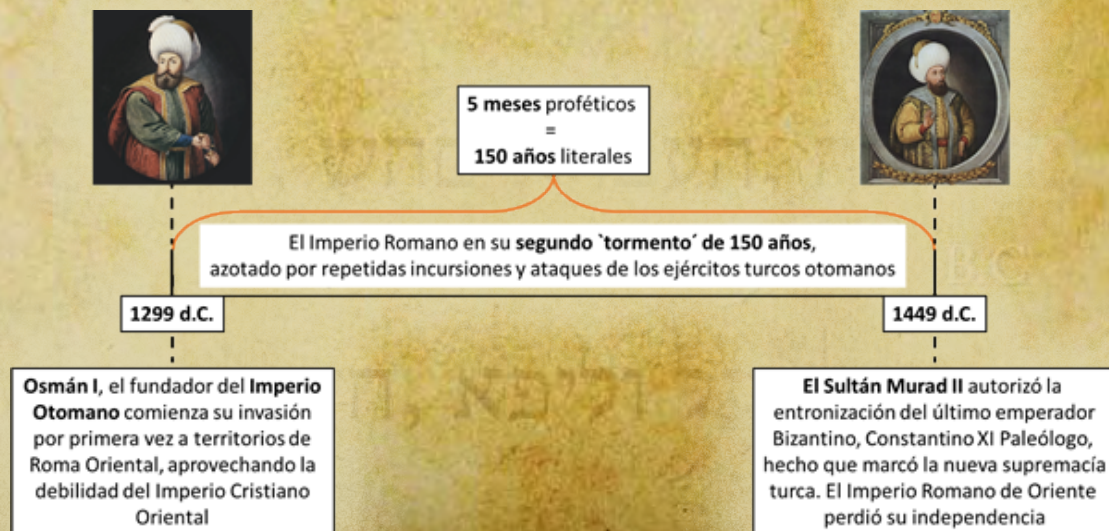 5 meses proféticos
=
150 años literales
El Imperio Romano en su segundo `tormento´ de 150 años,
azotado por repetidas incursiones y ataques de los ejércitos turcos otomanos
1299 d.C.
1449 d.C.
Osmán I, el fundador del Imperio
Otomano comienza su invasión
por primera vez a territorios de
Roma Oriental, aprovechando la
debilidad del Imperio Cristiano
Oriental
El Sultán Murad II autorizó la
entronización del último emperador
Bizantino, Constantino XI Paleólogo,
hecho que marcó la nueva supremacía
turca. El Imperio Romano de Oriente
perdió su independencia